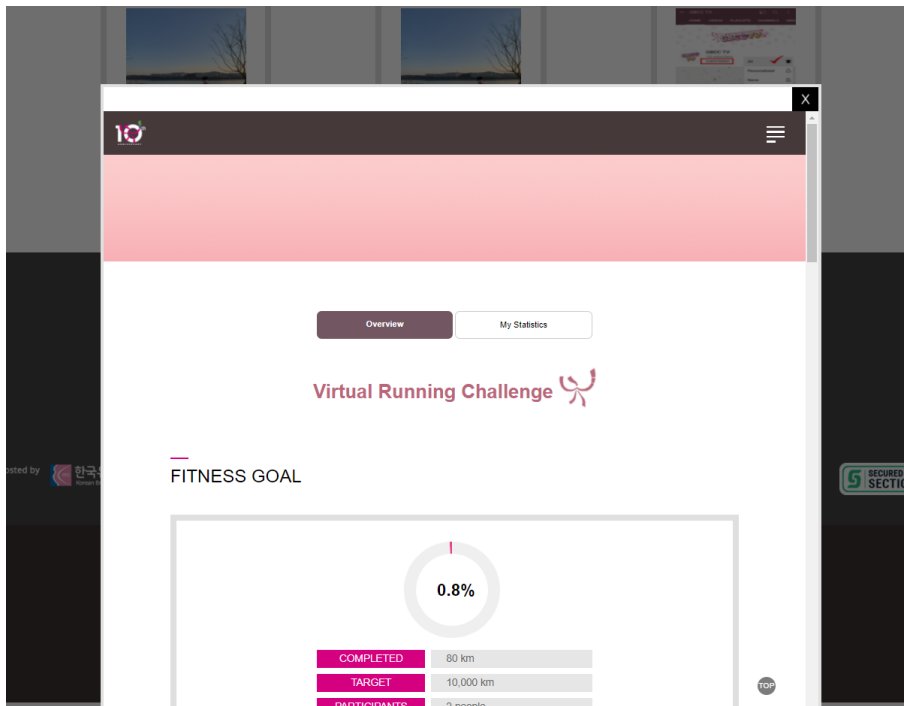 X
10
Overview
My Statistics
Virtual Running Challenge
FITNESS GOAL
0.8%
COMPLETED 80 km
TARGET 10,000 km
PARTICIPANTS 2 people
TOP
osted by
한국유
SECURED
SECTIO